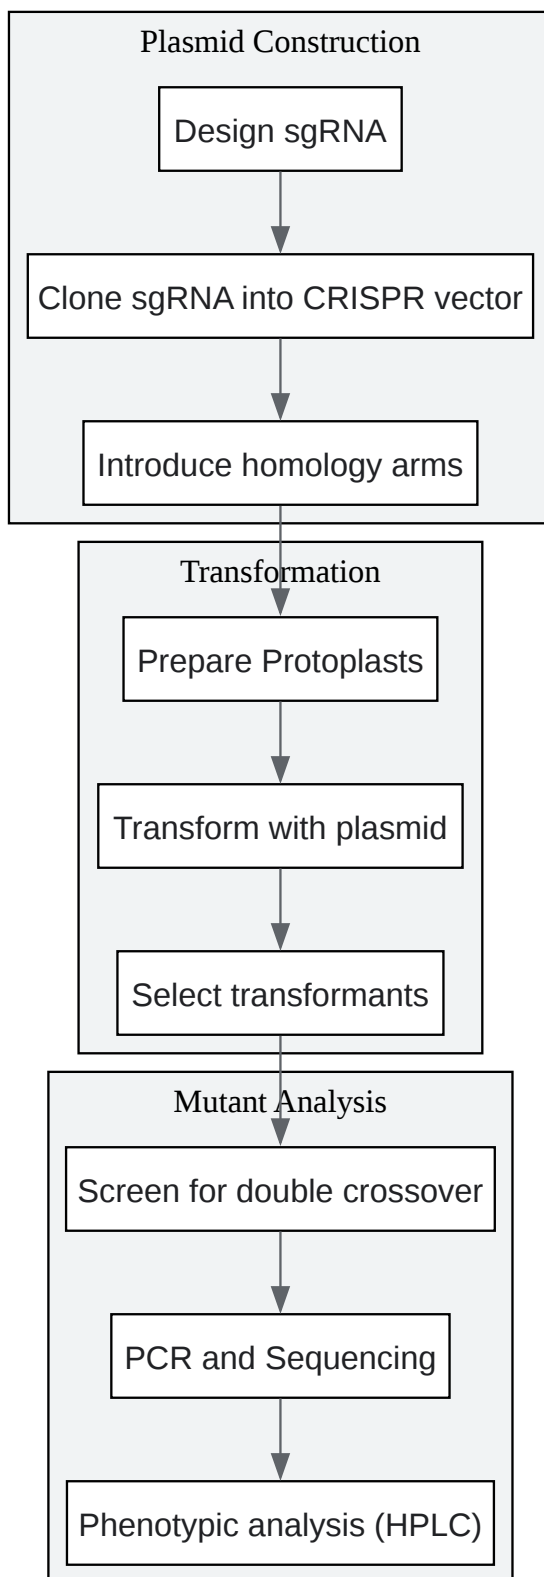 Plasmid Construction
Design sgRNA
Clone sgRNA into CRISPR vector
Introduce homology arms
Transformation
Prepare Protoplasts
Transform with plasmid
Select transformants
Mutant Analysis
Screen for double crossover
PCR and Sequencing
Phenotypic analysis (HPLC)